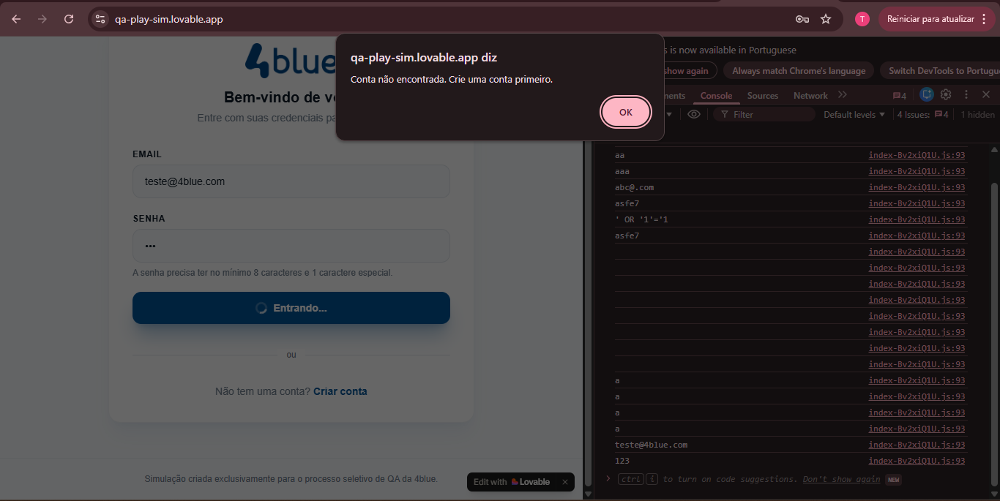 qa-play-sim.lovable.app
T
Reiniciar para atualizar
qa-play-sim.lovable.app diz
Conta não encontrada. Crie uma conta primeiro.
OK
4blue
Bem-vindo de
Entre com suas credenciais
EMAIL
teste@4blue.com
SENHA
•••
A senha precisa ter no mínimo 8 caracteres e 1 caractere especial.
Entrando...
ou
Não tem uma conta? Criar conta
Simulação criada exclusivamente para o processo seletivo de QA da 4blue.
Edit with Lovable ×
is now available in Portuguese
show again
Always match Chrome's language
Switch DevTools to Portugu
Console
Sources
Network
4
Filter
Default levels
4 Issues: 4
1 hidden
aa index-Bv2xiQ1U.js:93
aaa index-Bv2xiQ1U.js:93
abc@.com index-Bv2xiQ1U.js:93
asfe7 index-Bv2xiQ1U.js:93
' OR '1'='1 index-Bv2xiQ1U.js:93
asfe7 index-Bv2xiQ1U.js:93
index-Bv2xiQ1U.js:93
index-Bv2xiQ1U.js:93
index-Bv2xiQ1U.js:93
index-Bv2xiQ1U.js:93
index-Bv2xiQ1U.js:93
index-Bv2xiQ1U.js:93
index-Bv2xiQ1U.js:93
index-Bv2xiQ1U.js:93
a index-Bv2xiQ1U.js:93
a index-Bv2xiQ1U.js:93
a index-Bv2xiQ1U.js:93
a index-Bv2xiQ1U.js:93
teste@4blue.com index-Bv2xiQ1U.js:93
123 index-Bv2xiQ1U.js:93
ctrl i to turn on code suggestions. Don't show again NEW